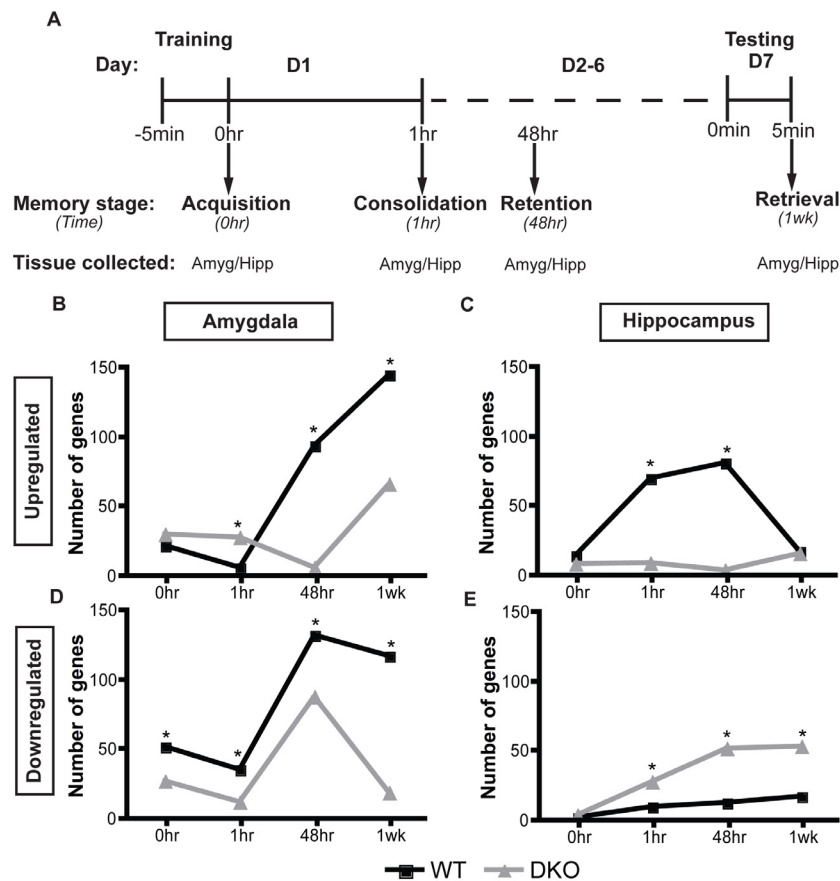 A
Training
Testing
Day:
D1
D2-6
D7
-5min
0hr
1hr
48hr
0min
5min
Memory stage:
Acquisition
Consolidation
Retention
Retrieval
(Time)
(0hr)
(1hr)
(48hr)
(1wk)
Tissue collected:
Amyg/Hipp
Amyg/Hipp
Amyg/Hipp
Amyg/Hipp
B
Amygdala
C
Hippocampus
Upregulated
Number of genes
150
100
50
0
*
*
*
0hr
1hr
48hr
1wk
Number of genes
150
100
50
0
*
*
0hr
1hr
48hr
1wk
Downregulated
D
Number of genes
150
100
50
0
*
*
*
*
0hr
1hr
48hr
1wk
E
Number of genes
150
100
50
0
*
*
*
0hr
1hr
48hr
1wk
WT
DKO